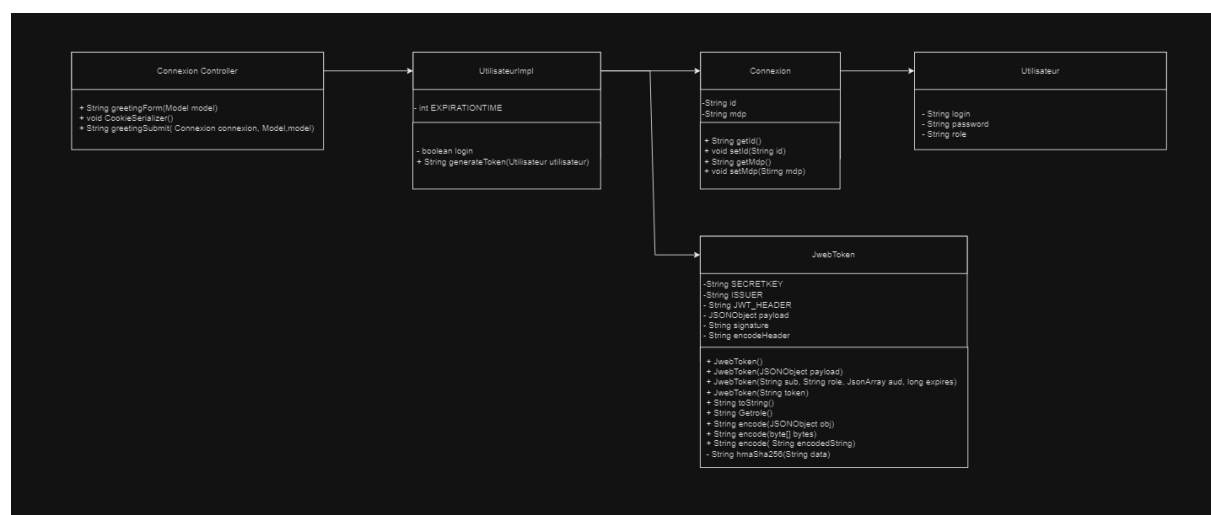 Connexion Controller
+ String greetingForm(Model model)
+ void CookieSerializer()
+ String greetingSubmit( Connexion connexion, Model,model)
UtilisateurImpl
- int EXPIRATIONTIME
- boolean login
+ String generateToken(Utilisateur utilisateur)
Connexion
-String id
-String mdp
+ String getId()
+ void setId(String id)
+ String getMdp()
+ void setMdp(Stirng mdp)
Utilisateur
- String login
- String password
- String role
JwebToken
-String SECRETKEY
-String ISSUER
- String JWT_HEADER
- JSONObject payload
- String signature
- String encodeHeader
+ JwebToken()
+ JwebToken(JSONObject payload)
+ JwebToken(String sub, String role, JsonArray aud, long expires)
+ JwebToken(String token)
+ String toString()
+ String Getrole()
+ String encode(JSONObject obj)
+ String encode(byte[] bytes)
+ String encode( String encodedString)
- String hmaSha256(String data)